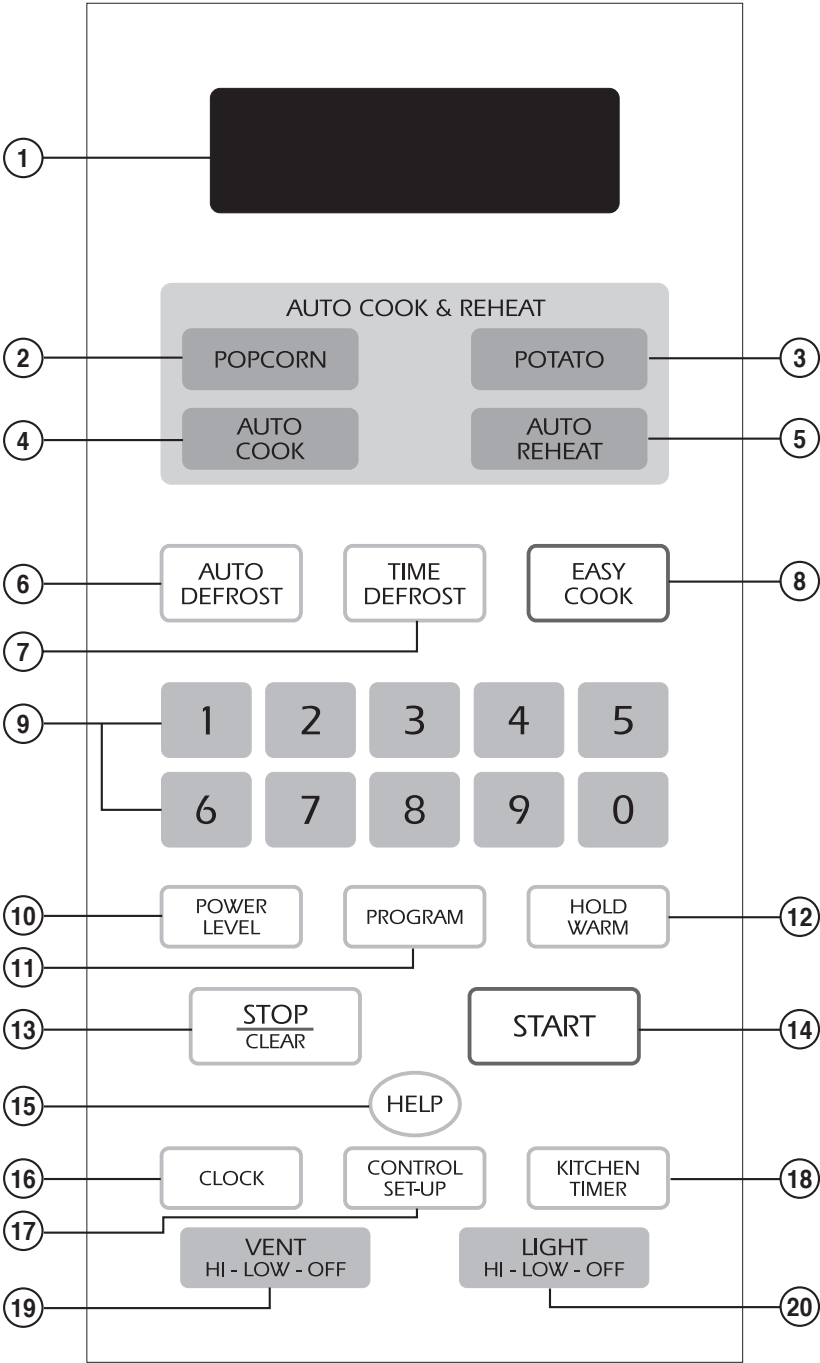 1
AUTO COOK & REHEAT
2
POPCORN
POTATO
3
4
AUTO
COOK
AUTO
REHEAT
5
6
AUTO
DEFROST
TIME
DEFROST
EASY
COOK
8
7
9
1 2 3 4 5
6 7 8 9 0
10
POWER
LEVEL
PROGRAM
HOLD
WARM
12
11
13
STOP
CLEAR
START
14
15
HELP
16
CLOCK
CONTROL
SET-UP
KITCHEN
TIMER
18
17
VENT
HI - LOW - OFF
LIGHT
HI - LOW - OFF
19
20